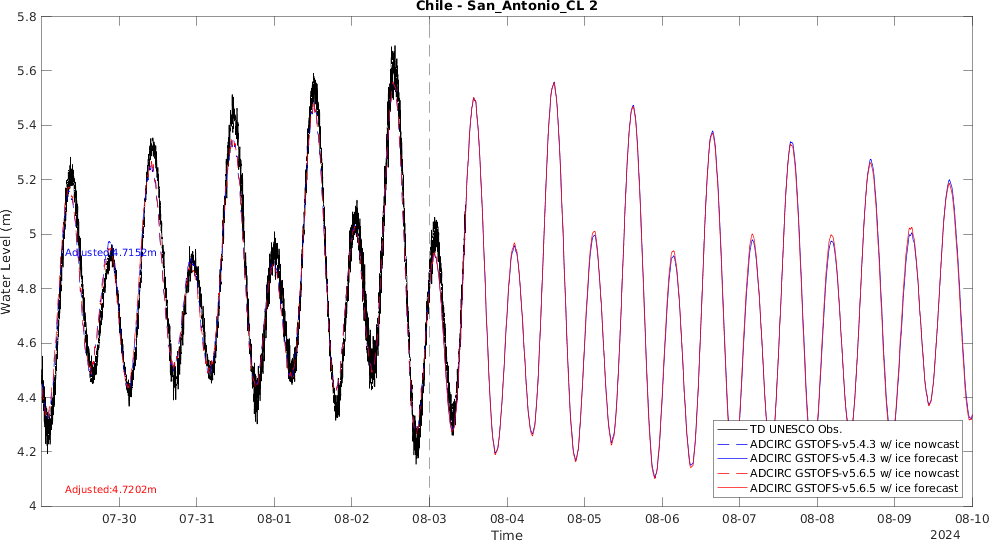 Chile - San_Antonio_CL 2
Water Level (m)
5.8
5.6
5.4
5.2
5
4.8
4.6
4.4
4.2
4
Adjusted:4.7152m
Adjusted:4.7202m
TD UNESCO Obs.
ADCIRC GSTOFS-v5.4.3 w/ ice nowcast
ADCIRC GSTOFS-v5.4.3 w/ ice forecast
ADCIRC GSTOFS-v5.6.5 w/ ice nowcast
ADCIRC GSTOFS-v5.6.5 w/ ice forecast
07-30 07-31 08-01 08-02 08-03 08-04 08-05 08-06 08-07 08-08 08-09 08-10
Time
2024